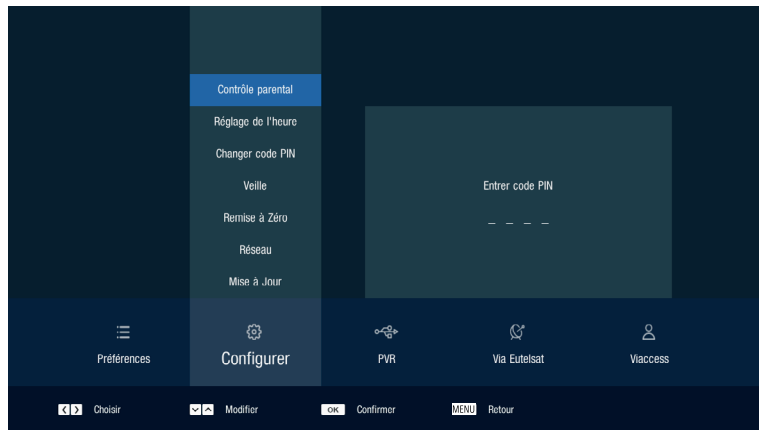 Contrôle parental
Réglage de l'heure
Changer code PIN
Veille
Remise à Zéro
Réseau
Mise à Jour
Entrer code PIN
_ _ _ _
Préférences
Configurer
PVR
Via Eutelsat
Viaccess
Choisir
Modifier
OK Confirmer
MENU Retour